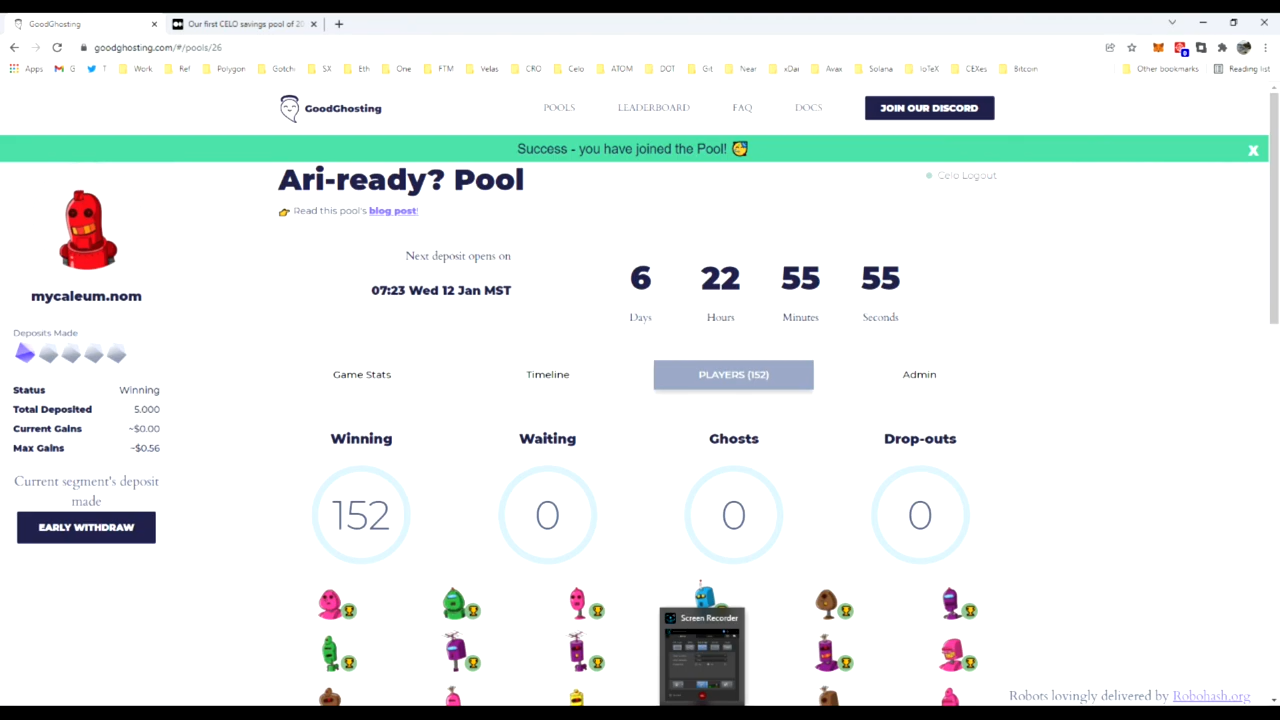 GoodGhosting
Our first CELO savings pool of 20
goodghosting.com/#/pools/26
Apps
G
T
Work
Ref
Polygon
Gotch
SX
Eth
One
FTM
Velas
CRO
Celo
ATOM
DOT
Git
Near
xDai
Avax
Solana
IoTeX
CEXes
Bitcoin
Other bookmarks
Reading list
GoodGhosting
POOLS
LEADERBOARD
FAQ
DOCS
JOIN OUR DISCORD
Success - you have joined the Pool!
X
Ari-ready? Pool
Celo Logout
Read this pool's blog post!
Next deposit opens on
07:23 Wed 12 Jan MST
6
22
55
55
Days
Hours
Minutes
Seconds
mycaleum.nom
Deposits Made
Status Winning
Total Deposited 5.000
Current Gains ~$0.00
Max Gains ~$0.56
Current segment's deposit
made
EARLY WITHDRAW
Game Stats
Timeline
PLAYERS (152)
Admin
Winning
Waiting
Ghosts
Drop-outs
152
0
0
0
Screen Recorder
Robots lovingly delivered by Robohash.org